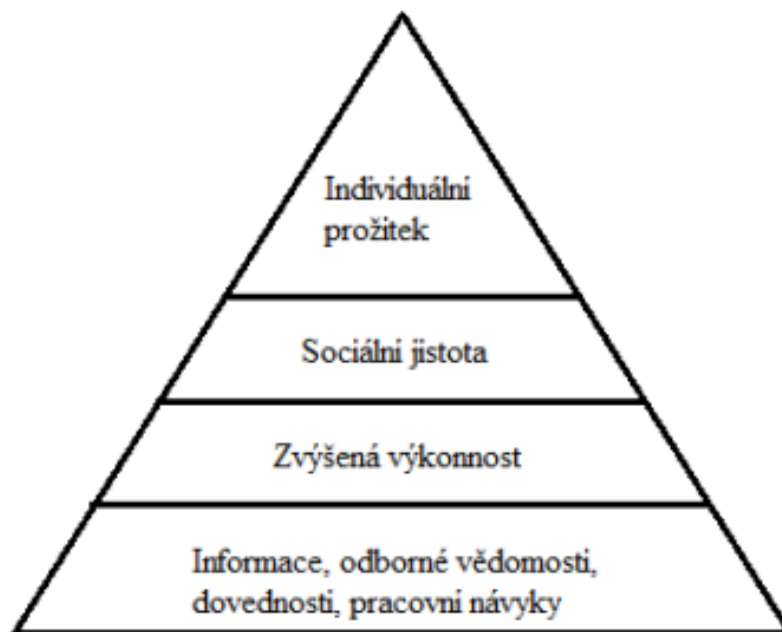 Individuální
prožitek
Sociální jistota
Zvýšená výkonnost
Informace, odborné vědomosti,
dovednosti, pracovní návyky